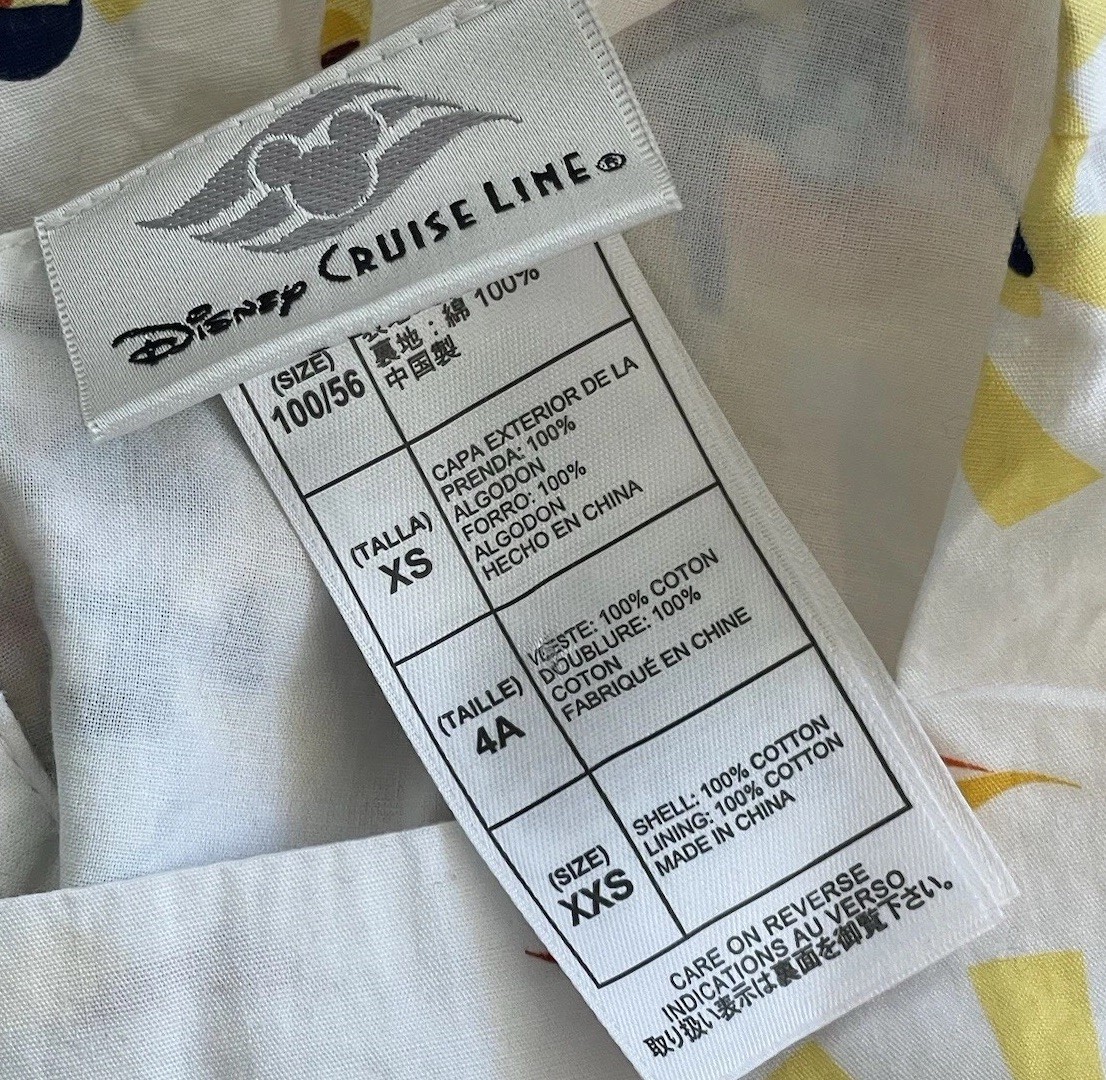 DISNEY CRUISE LINE®
(SIZE)
100/56
綿 100%
裏地:綿 100%
中国製
(TALLA)
XS
CAPA EXTERIOR DE LA
PRENDA: 100%
ALGODON
FORRO: 100%
ALGODON
HECHO EN CHINA
(TAILLE)
4A
VESTE: 100% COTON
DOUBLURE: 100%
COTON
FABRIQUÉ EN CHINE
(SIZE)
XXS
SHELL: 100% COTTON
LINING: 100% COTTON
MADE IN CHINA
CARE ON REVERSE
INDICATIONS AU VERSO
取り扱い表示は裏面を御覧下さい。